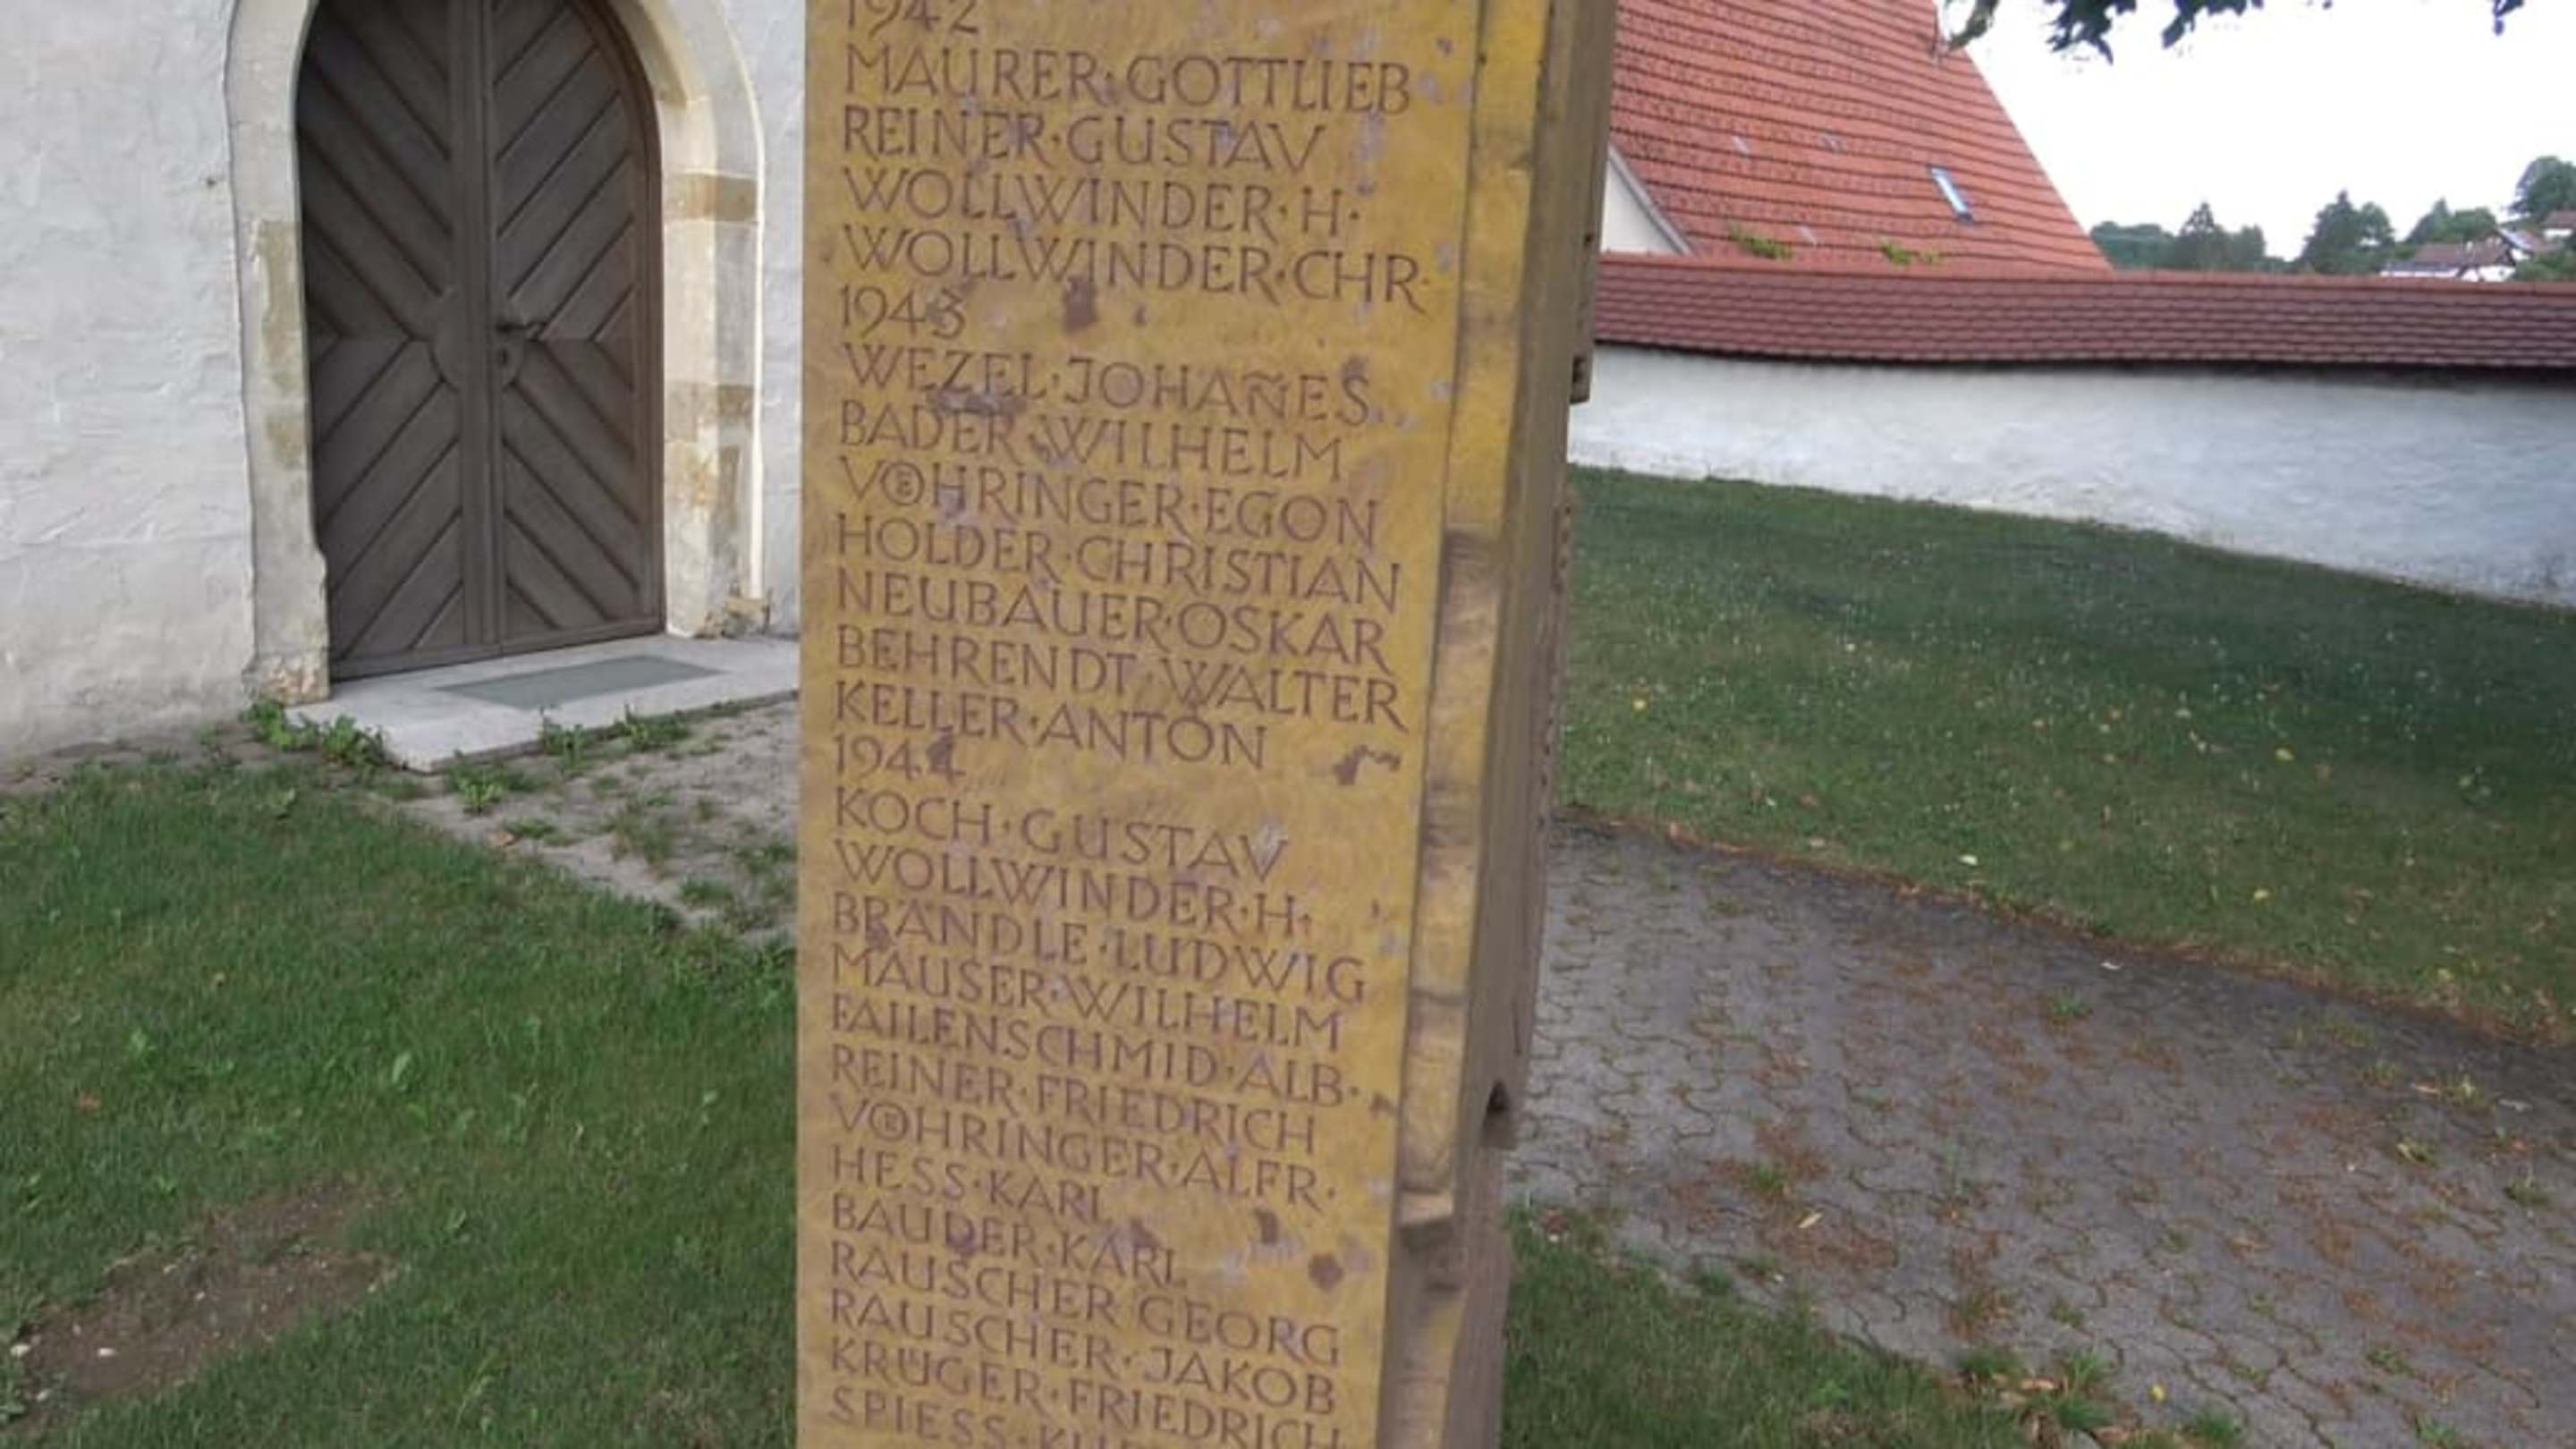 1942
MAURER·GOTTLIEB
REINER·GUSTAV
WOLLWINDER·H·
WOLLWINDER·CHR·
1943
WEZEL·JOHAÑES
BADER·WILHELM
VÖHRINGER·EGON
HOLDER·CHRISTIAN
NEUBAUER·OSKAR
BEHRENDT·WALTER
KELLER·ANTON
1944
KOCH·GUSTAV
WOLLWINDER·H·
BRÄNDLE·LUDWIG
MAUSER·WILHELM
FAILENSCHMID·ALB·
REINER·FRIEDRICH
VÖHRINGER·ALFR·
HESS·KARL
BAUDER·KARL
RAUSCHER·GEORG
RAUSCHER·JAKOB
KRÜGER·FRIEDRICH
SPIESS·